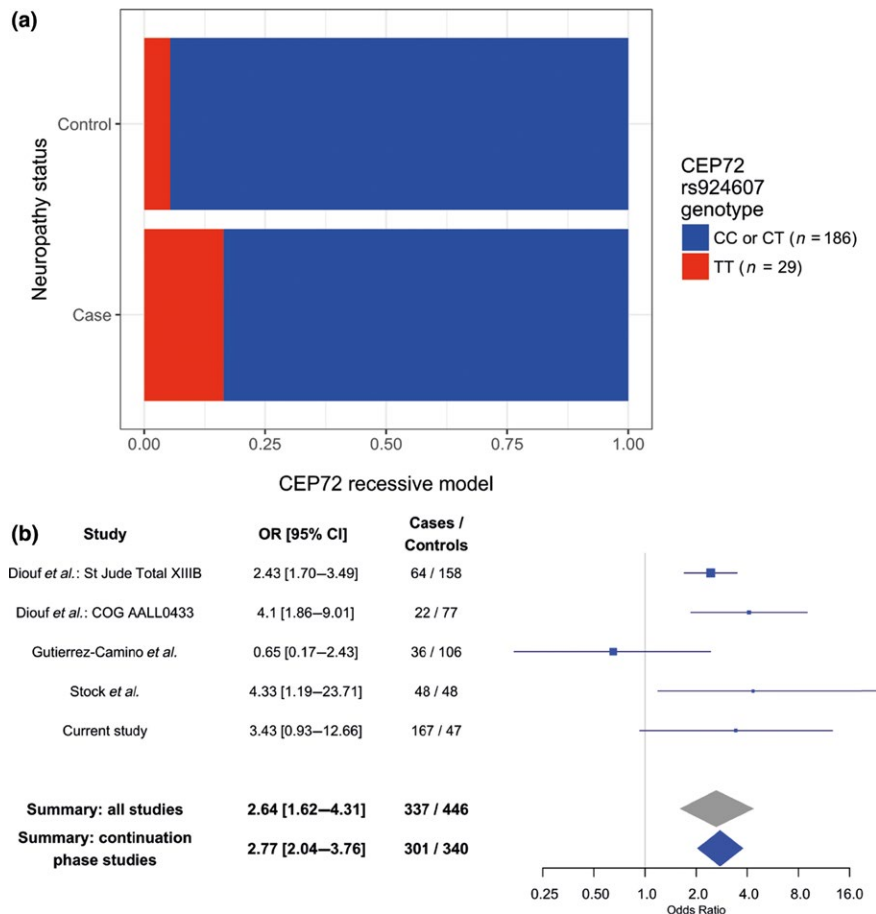 (a)
Neuropathy status
Control
Case
0.00 0.25 0.50 0.75 1.00
CEP72 recessive model
CEP72
rs924607
genotype
CC or CT (n = 186)
TT (n = 29)
(b)
Study OR [95% CI] Cases /
Controls
Diouf et al.: St Jude Total XIIIB 2.43 [1.70–3.49] 64 / 158
Diouf et al.: COG AALL0433 4.1 [1.86–9.01] 22 / 77
Gutierrez-Camino et al. 0.65 [0.17–2.43] 36 / 106
Stock et al. 4.33 [1.19–23.71] 48 / 48
Current study 3.43 [0.93–12.66] 167 / 47
Summary: all studies 2.64 [1.62–4.31] 337 / 446
Summary: continuation
phase studies 2.77 [2.04–3.76] 301 / 340
0.25 0.50 1.0 2.0 4.0 8.0 16.0
Odds Ratio